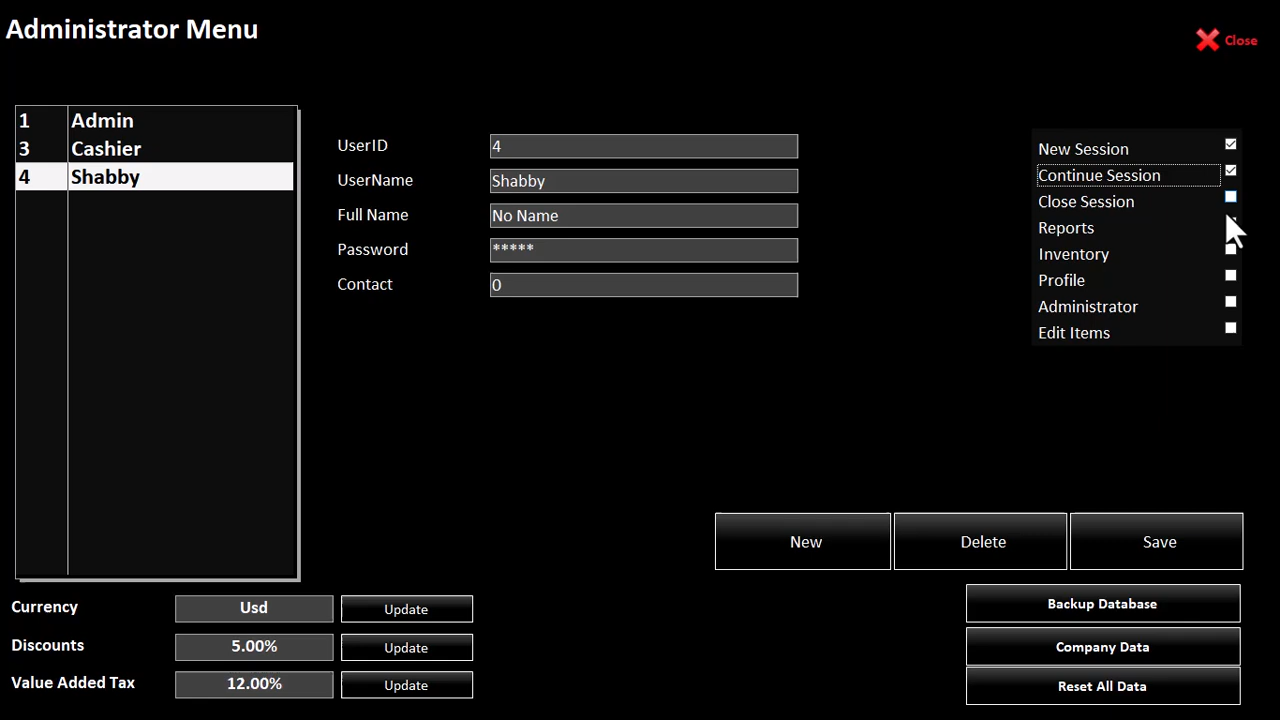 Administrator Menu
Close
1 Admin
3 Cashier
4 Shabby
UserID 4
UserName Shabby
Full Name No Name
Password *****
Contact 0
New Session
Continue Session
Close Session
Reports
Inventory
Profile
Administrator
Edit Items
New Delete Save
Currency Usd Update
Discounts 5.00% Update
Value Added Tax 12.00% Update
Backup Database
Company Data
Reset All Data